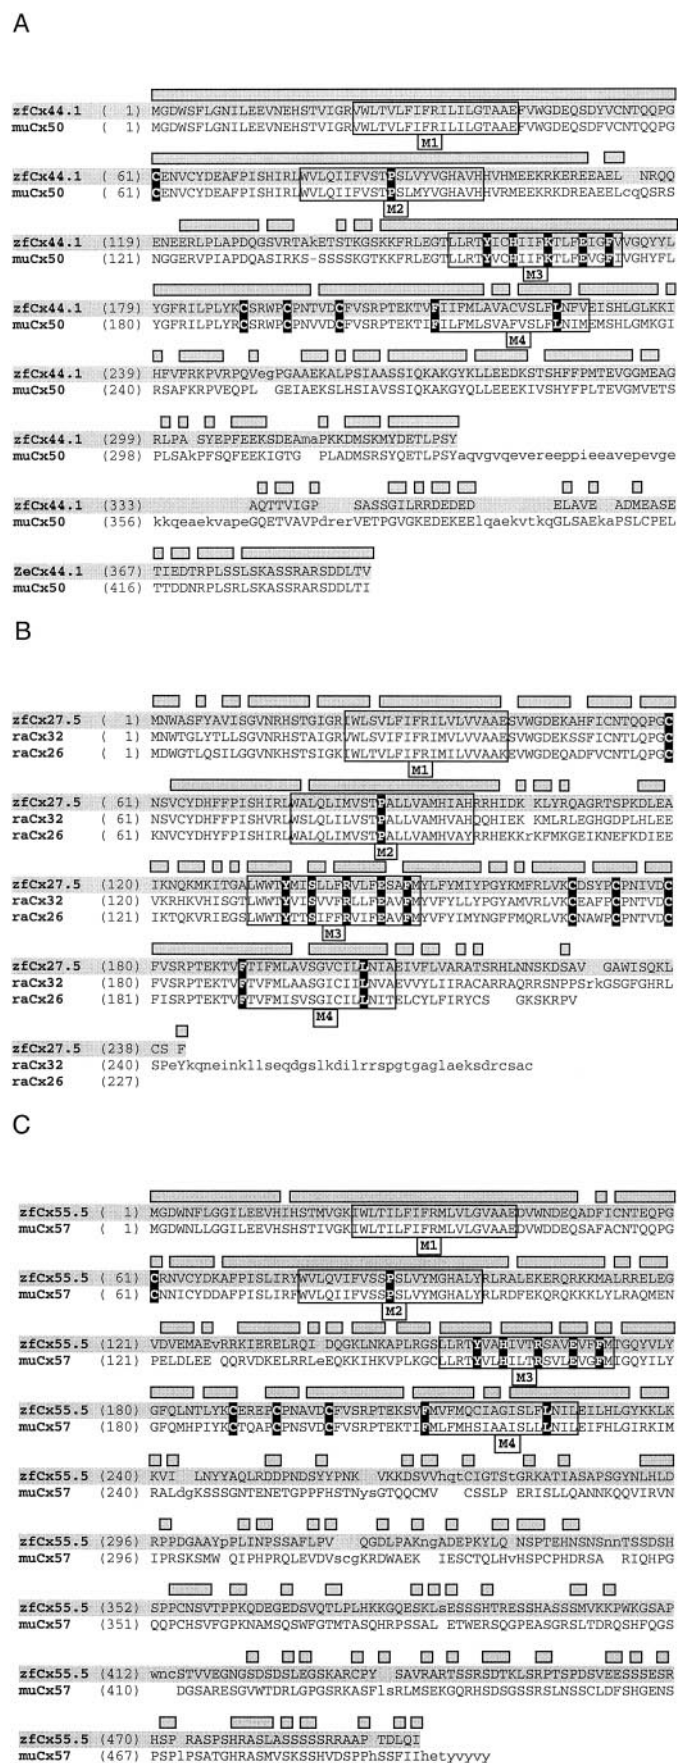 A
zfCx44.1 ( 1) MGDWSFLGNILEEVNEHSTVIGRVWLTVLFIFRILILGTAAEFVWGDEQSDYVCNTQQPG
muCx50 ( 1) MGDWSFLGNILEEVNEHSTVIGRVWLTVLFIFRILILGTAAEFVWGDEQSDFVCNTQQPG
M1
zfCx44.1 ( 61) CENVCYDEAFPISHIRLWVLQIIFVSTPSLVYVGHAVHHVHMEEKRKEREEAEL NRQQ
muCx50 ( 61) CENVCYDEAFPISHIRLWVLQIIFVSTPSLMYVGHAVHHVRMEEKRKDREAEELcqQSRS
M2
zfCx44.1 (119) ENEERLPLAPDQGSVRTAkETSTKGSKKFRLEGTLLRTYICHIIFKTLFEIGFVVGQYYL
muCx50 (121) NGGERVPIAPDQASIRKS-SSSSKGTKKFRLEGTLLRTYVCHIIFKTLFEVGFIVGHYFL
M3
zfCx44.1 (179) YGFRILPLYKCSRWPCPNTVDCFVSRPTEKTVFIIFMLAVACVSLFLNFVEISHLGLKKI
muCx50 (180) YGFRILPLYRCSRWPCPNVVDCFVSRPTEKTIFILFMLSVAFVSLFLNIMEMSHLGMKGI
M4
zfCx44.1 (239) HFVFRKPVRPQVegPGAAEKALPSIAASSIQKAKGYKLLEEDKSTSHFFPMTEVGGMEAG
muCx50 (240) RSAFKRPVEQPL GEIAEKSLHSIAVSSIQKAKGYQLLEEEKIVSHYFPLTEVGMVETS
zfCx44.1 (299) RLPA SYEPFEEKSDEAmaPKKDMSKMYDETLPSY
muCx50 (298) PLSAkPFSQFEEKIGTG PLADMSRSYQETLPSYaqvgvqevereeppieeavepevge
zfCx44.1 (333) AQTTVIGP SASSGILRRDEDED ELAVE ADMEASE
muCx50 (356) kkqeaekvapeGQETVAVPdrervETPGVGKEDEKEElqaekvtkqGLSAEkaPSLCPEL
ZeCx44.1 (367) TIEDTRPLSSLSKASSRARSDDLTV
muCx50 (416) TTDDNRPLSRLSKASSRARSDDLTI
B
zfCx27.5 ( 1) MNWASFYAVISGVNRHSTGIGRIWLSVLFIFRILVLVVAAESVWGDEKAHFICNTQQPGC
raCx32 ( 1) MNWTGLYTLLSGVNRHSTAIGRVWLSVIFIFRIMVLVVAAESVWGDEKSSFICNTLQPGC
raCx26 ( 1) MDWGTLQSILGGVNKHSTSIGKIWLTVLFIFRIMILVVAAKEVWGDEQADFVCNTLQPGC
M1
zfCx27.5 ( 61) NSVCYDHFFPISHIRLWALQLIMVSTPALLVAMHIAHRRHIDK KLYRQAGRTSPKDLEA
raCx32 ( 61) NSVCYDHFFPISHVRLWSLQLILVSTPALLVAMHVAHQQHIEK KMLRLEGHGDPLHLEE
raCx26 ( 61) KNVCYDHYFPISHIRLWALQLIMVSTPALLVAMHVAYRRHEKKrKFMKGEIKNEFKDIEE
M2
zfCx27.5 (120) IKNQKMKITGALWWTYMISLLFRVLFESAFMYLFYMIYPGYKMFRLVKCDSYPCPNIVDC
raCx32 (120) VKRHKVHISGTLWWTYVISVVFRLLFEAVFMYVFYLLYPGYAMVRLVKCEAFPCPNTVDC
raCx26 (121) IKTQKVRIEGSLWWTYTTSIFFRVIFEAVFMYVFYIMYNGFFMQRLVKCNAWPCPNTVDC
M3
zfCx27.5 (180) FVSRPTEKTVFTIFMLAVSGVCILLNIAEIVFLVARATSRHLNNSKDSAV GAWISQKL
raCx32 (180) FVSRPTEKTVFTVFMLAASGICIILNVAEVVYLIIRACARRAQRRSNPPSrkGSGFGHRL
raCx26 (181) FISRPTEKTVFTVFMISVSGICILLNITELCYLFIRYCS GKSKRPV
M4
zfCx27.5 (238) CS F
raCx32 (240) SPeYkqneinkllseqdgslkdilrrspgtgaglaeksdrcsac
raCx26 (227)
C
zfCx55.5 ( 1) MGDWNFLGGILEEVHIHSTMVGKIWLTILFIFRMLVLGVAAEDVWNDEQADFICNTEQPG
muCx57 ( 1) MGDWNLLGGILEEVHSHSTIVGKIWLTILFIFRMLVLGVAAEDVWDDEQSAFACNTQQPG
M1
zfCx55.5 ( 61) CRNVCYDKAFPISLIRYWVLQVIFVSSPSLVYMGHALYRLRALEKERQRKKMALRRELEG
muCx57 ( 61) CNNICYDDAFPISLIRFWVLQIIFVSSPSLVYMGHALYRLRDFEKQRQKKKLYLRAQMEN
M2
zfCx55.5 (121) VDVEMAEvRRKIERELRQI DQGKLNKAPLRGSLLRTYVAHIVTRSAVEVFFMIGQYVLY
muCx57 (121) PELDLEE QQRVDKELRRLeEQKKIHKVPLKGCLLRTYVLHILTRSVLEVGFMIGQYILY
M3
zfCx55.5 (180) GFQLNTLYKCEREPCPNAVDCFVSRPTEKSVFMVFMQCIAGISLFLNILEILHLGYKKLK
muCx57 (180) GFQMHPIYKCTQAPCPNSVDCFVSRPTEKTIFMLFMHSIAAISLLLNILEIFHLGIRKIM
M4
zfCx55.5 (240) KVI LNYYAQLRDDPNDSYYPNK VKKDSVVhqtCIGTStGRKATIASAPSGYNLHLD
muCx57 (240) RALdgKSSSGNTENETGPPFHSTNysGTQQCMV CSSLPERISLLQANNKQQVIRVN
zfCx55.5 (296) RPPDGAAYpPLINPSSAFLPV QGDLPAKngADEPKYLQ NSPTEHNSNSnnTSSDSH
muCx57 (296) IPRSKSMW QIPHPRQLEVDVscgKRDWAEK IESCTQLHvHSPCPHDRSA RIQHPG
zfCx55.5 (352) SPPCNSVTPPKQDEGEDSVQTLPLHKKGQESKLsESSSHTRESSHASSSMVKKPWKGSAP
muCx57 (351) QQPCHSVFGPKNAMSQSWFGTMTASQHRPSSAL ETWERSQGPEASGRSLTDRQSHFQGS
zfCx55.5 (412) wncSTVVEGNGSDSDSLEGSKARCPY SAVRARTSSRSDTKLSRPTSPDSVEESSSESR
muCx57 (410) DGSARESGVWTDRLGPGSRKASFlsRLMSEKGQRHSDSGSSRSLNSSCLDFSHGENS
zfCx55.5 (470) HSP RASPSHRASLASSSSSRRAAP TDLQI
muCx57 (467) PSPlPSATGHRASMVSKSSHVDSPPhSSFIIhetyvyvy